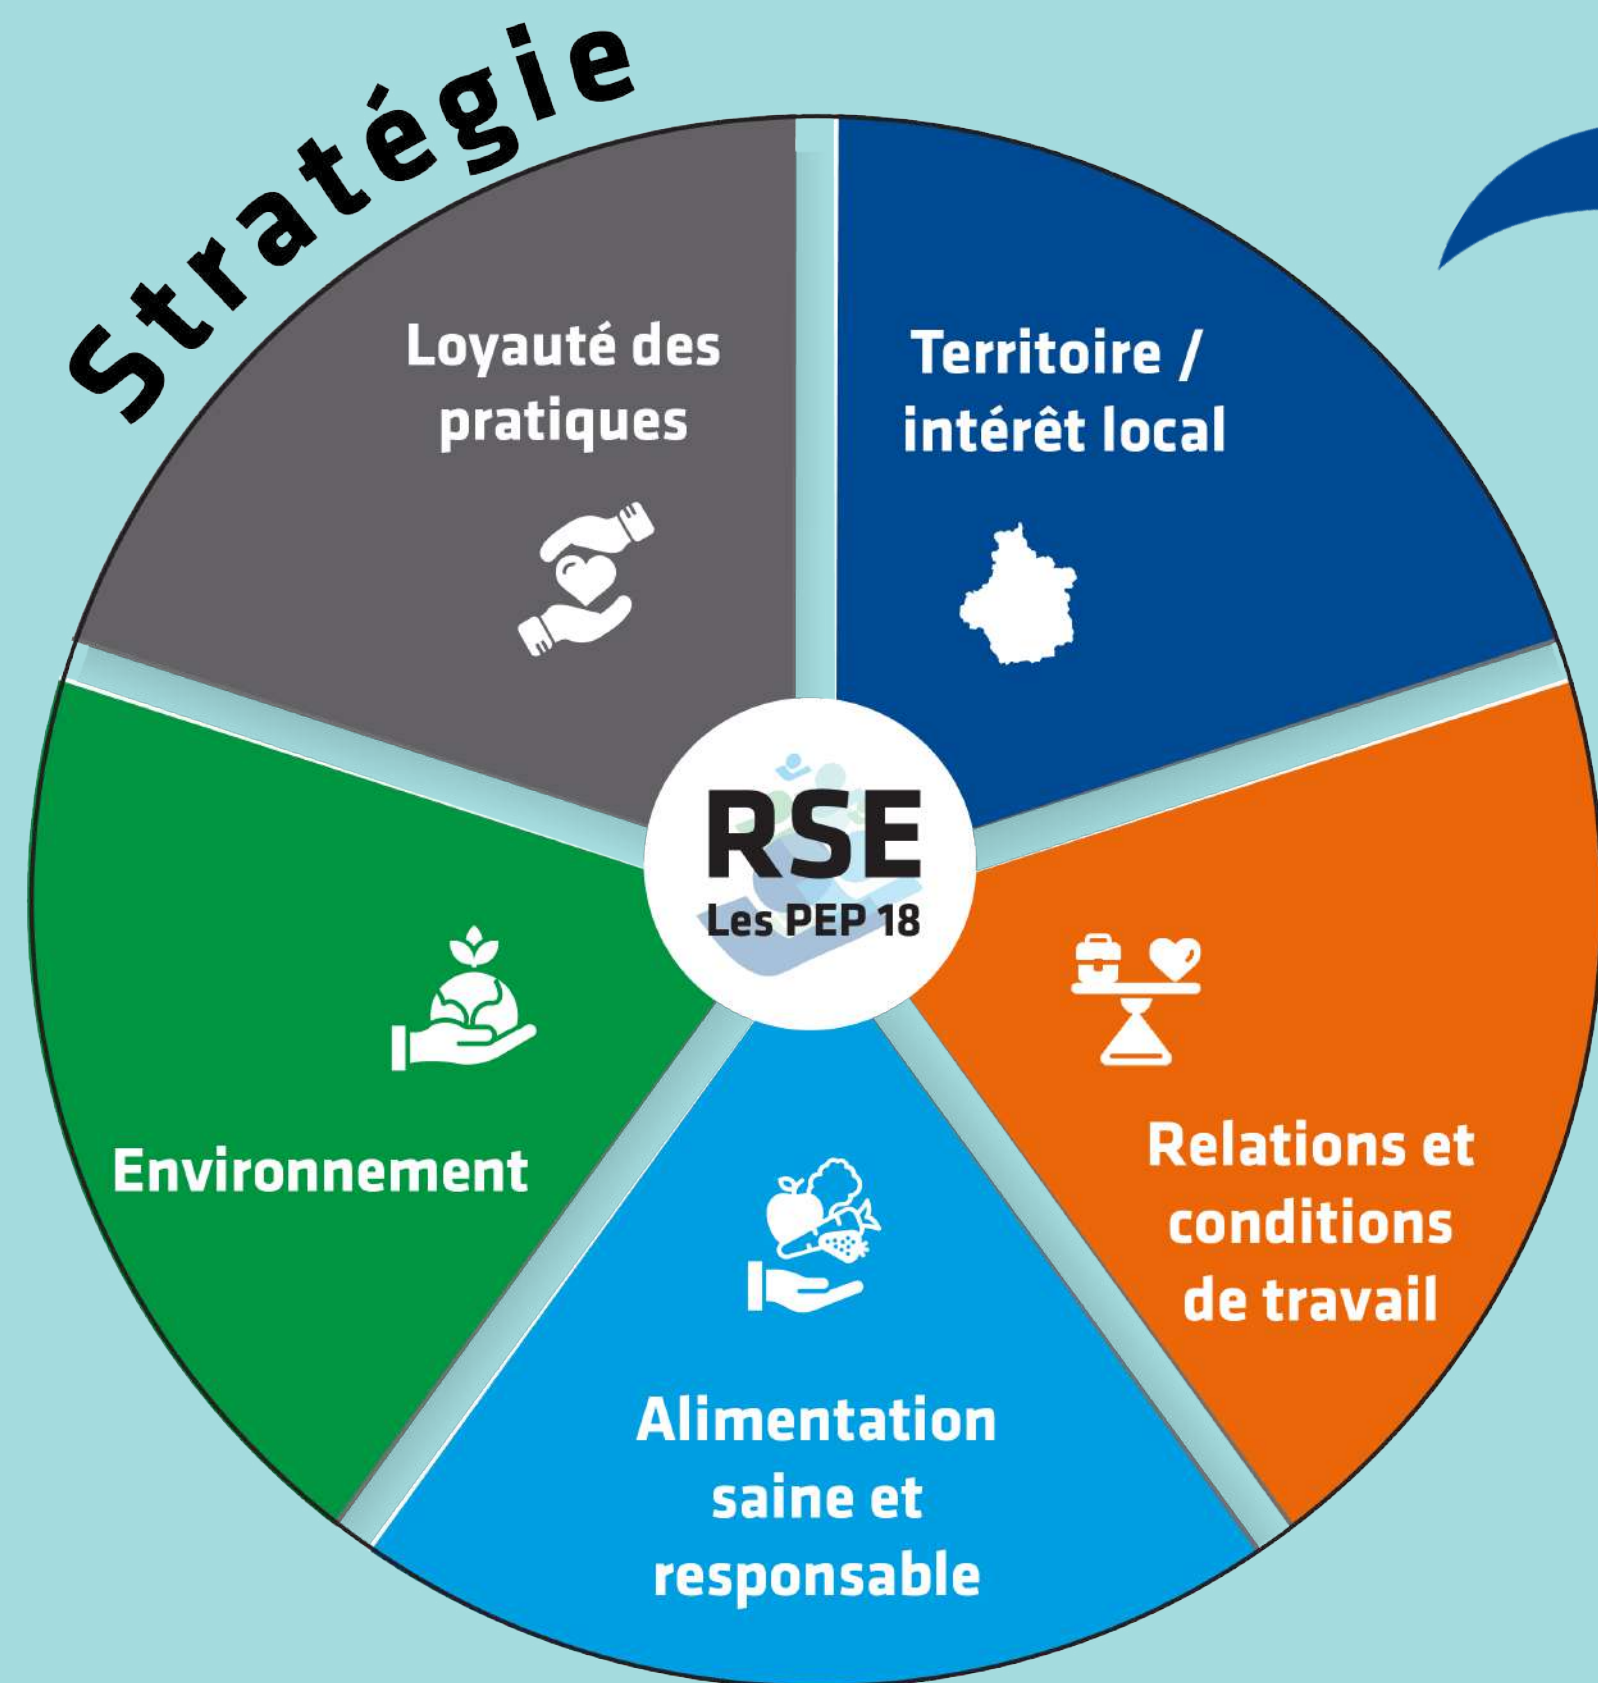 Stratégie
Loyauté des
pratiques
Territoire /
intérêt local
RSE
Les PEP 18
Environnement
Relations et
conditions
de travail
Alimentation
saine et
responsable